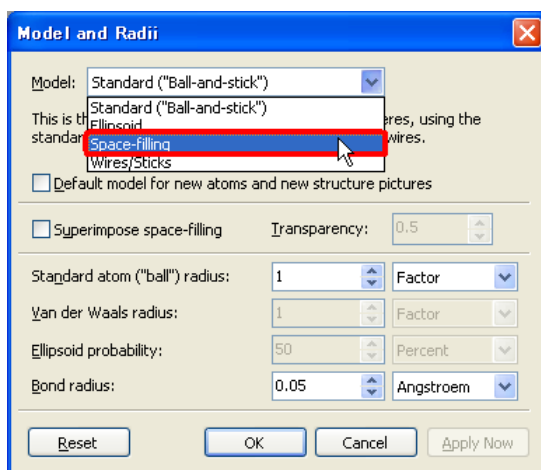 Model and Radii
Model: Standard ("Ball-and-stick")
Standard ("Ball-and-stick")
Ellipsoid
Space-filling
Wires/Sticks
This is th eres, using the
standar wires.
Default model for new atoms and new structure pictures
Superimpose space-filling Transparency: 0.5
Standard atom ("ball") radius: 1 Factor
Van der Waals radius: 1 Factor
Ellipsoid probability: 50 Percent
Bond radius: 0.05 Angstroem
Reset OK Cancel Apply Now